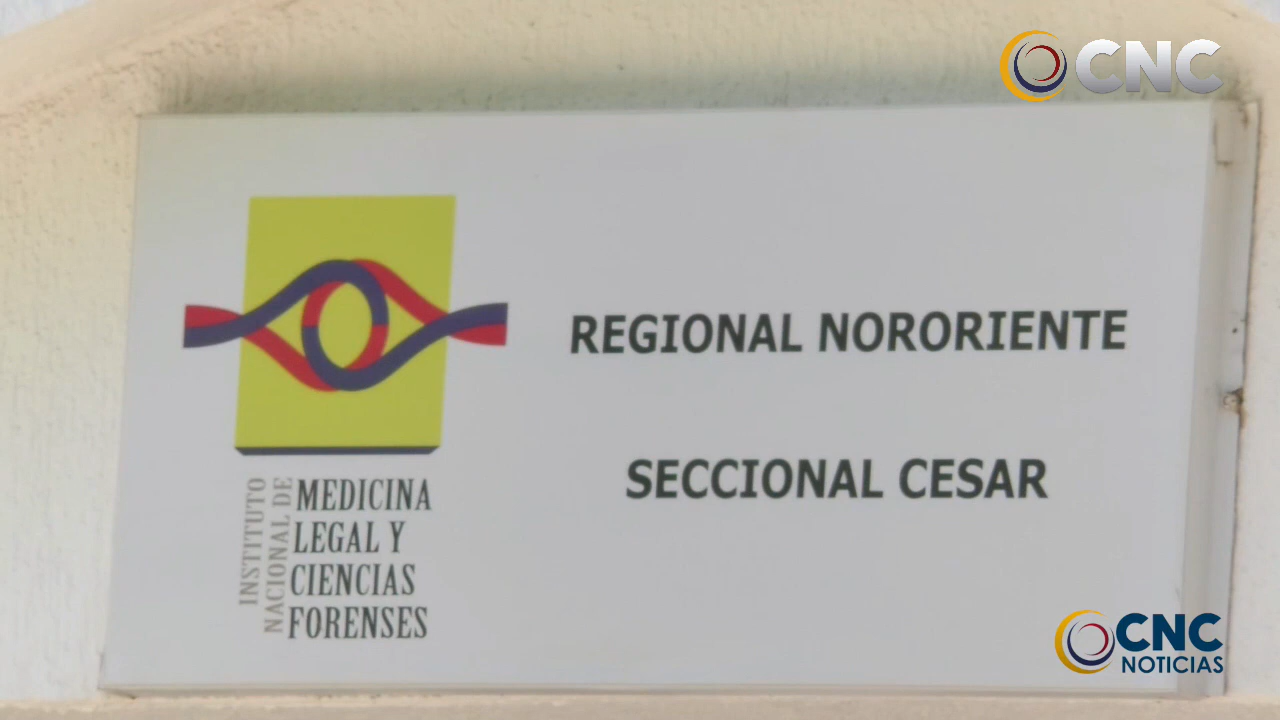 CNC
REGIONAL NORORIENTE
SECCIONAL CESAR
INSTITUTO
NACIONAL DE
MEDICINA
LEGAL Y
CIENCIAS
FORENSES
CNC
NOTICIAS